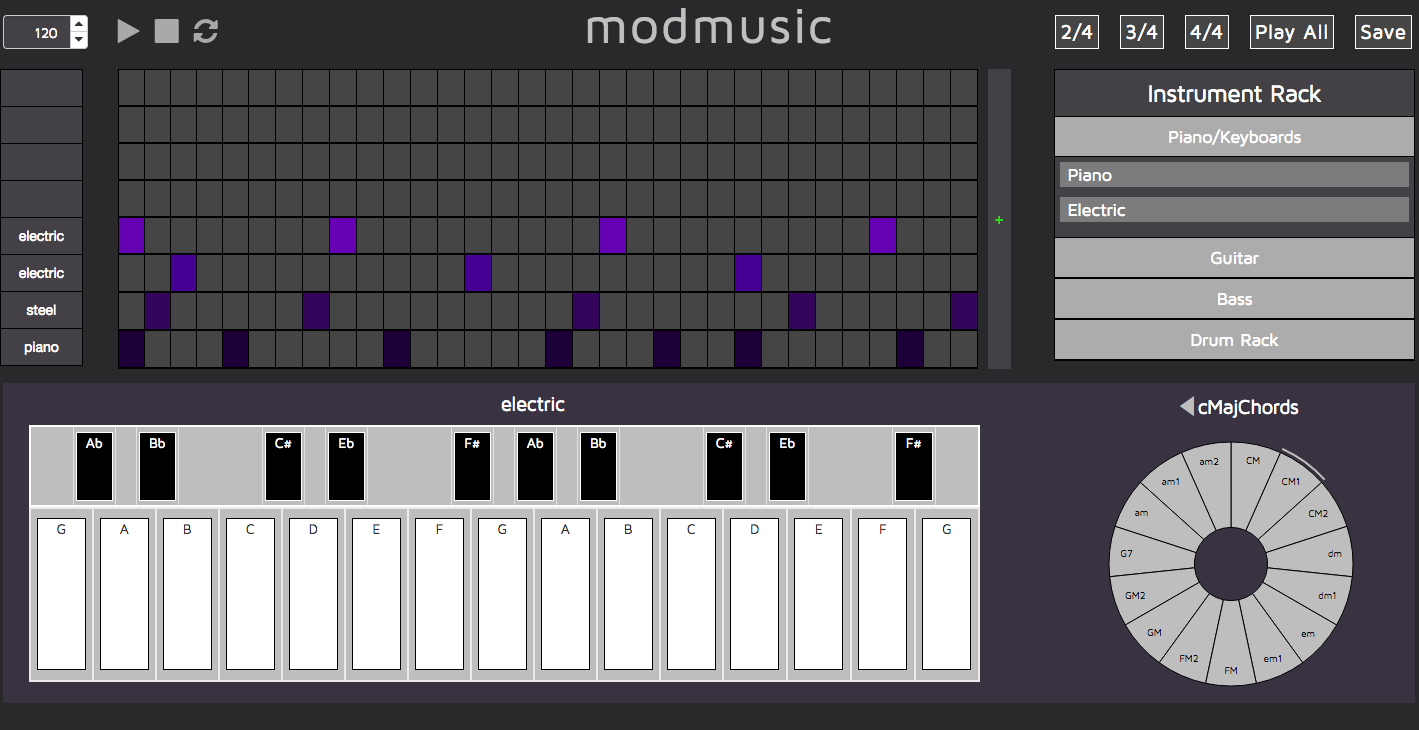 120
modmusic
2/4 3/4 4/4 Play All Save
Instrument Rack
Piano/Keyboards
Piano
Electric
Guitar
Bass
Drum Rack
electric
electric
steel
piano
+
electric
Ab Bb C# Eb F# Ab Bb C# Eb F#
G A B C D E F G A B C D E F G
cMajChords
CM
CM1
CM2
dm
dm1
em
em1
FM
FM2
GM
GM2
G7
am
am1
am2